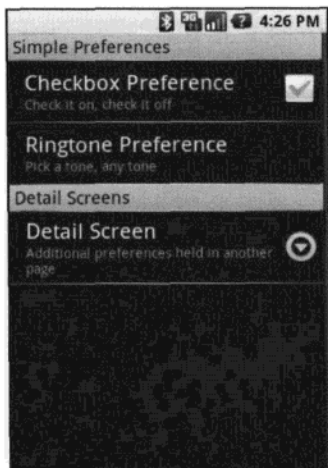 4:26 PM
Simple Preferences
Checkbox Preference
Check it on, check it off
Ringtone Preference
Pick a tone, any tone
Detail Screens
Detail Screen
Additional preferences held in another
page